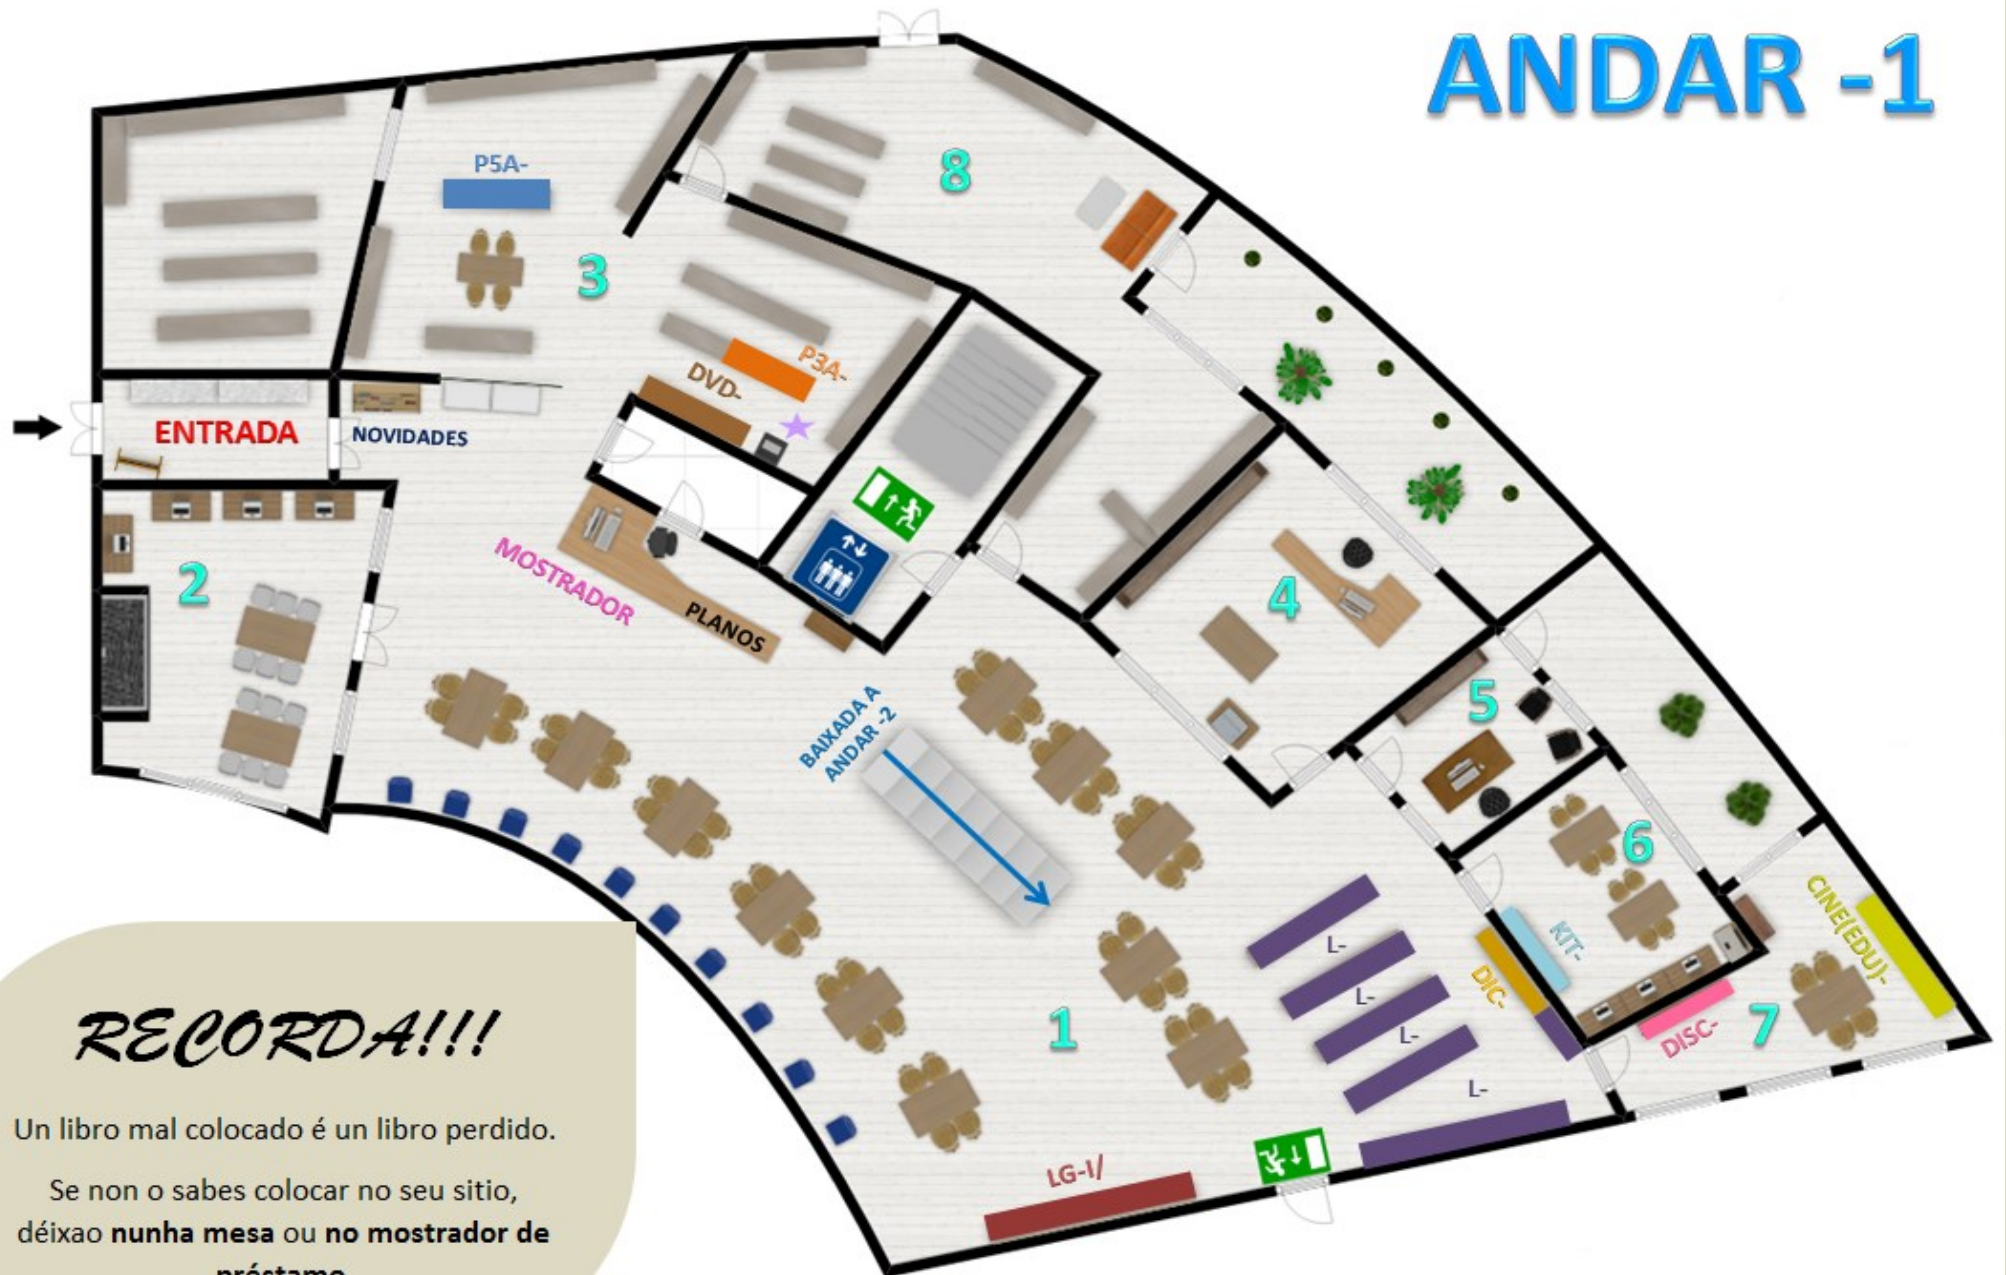 ANDAR -1
8
P5A-
3
P3A-
DVD-
ENTRADA
NOVIDADES
2
MOSTRADOR
PLANOS
4
5
BAIXADA A
ANDAR -2
6
CINE(EDU)-
KIT-
L-
DIC-
L-
1
L-
DISC-
7
L-
LG-I/
RECORDA!!!
Un libro mal colocado é un libro perdido.
Se non o sabes colocar no seu sitio,
déixao nunha mesa ou no mostrador de
préstamo